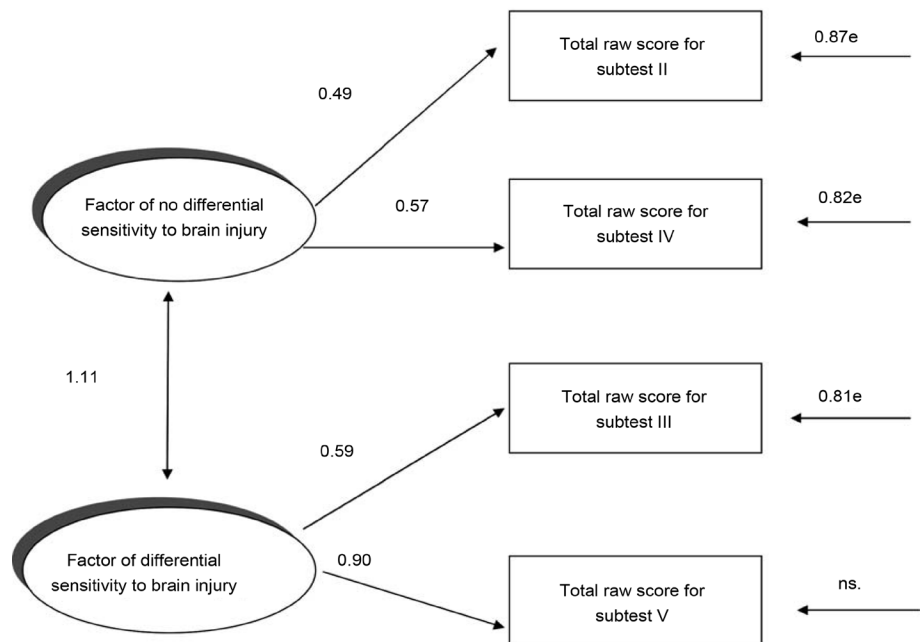 Total raw score for
subtest II
0.87e
0.49
Factor of no differential
sensitivity to brain injury
0.57
Total raw score for
subtest IV
0.82e
1.11
Total raw score for
subtest III
0.81e
0.59
Factor of differential
sensitivity to brain injury
0.90
Total raw score for
subtest V
ns.